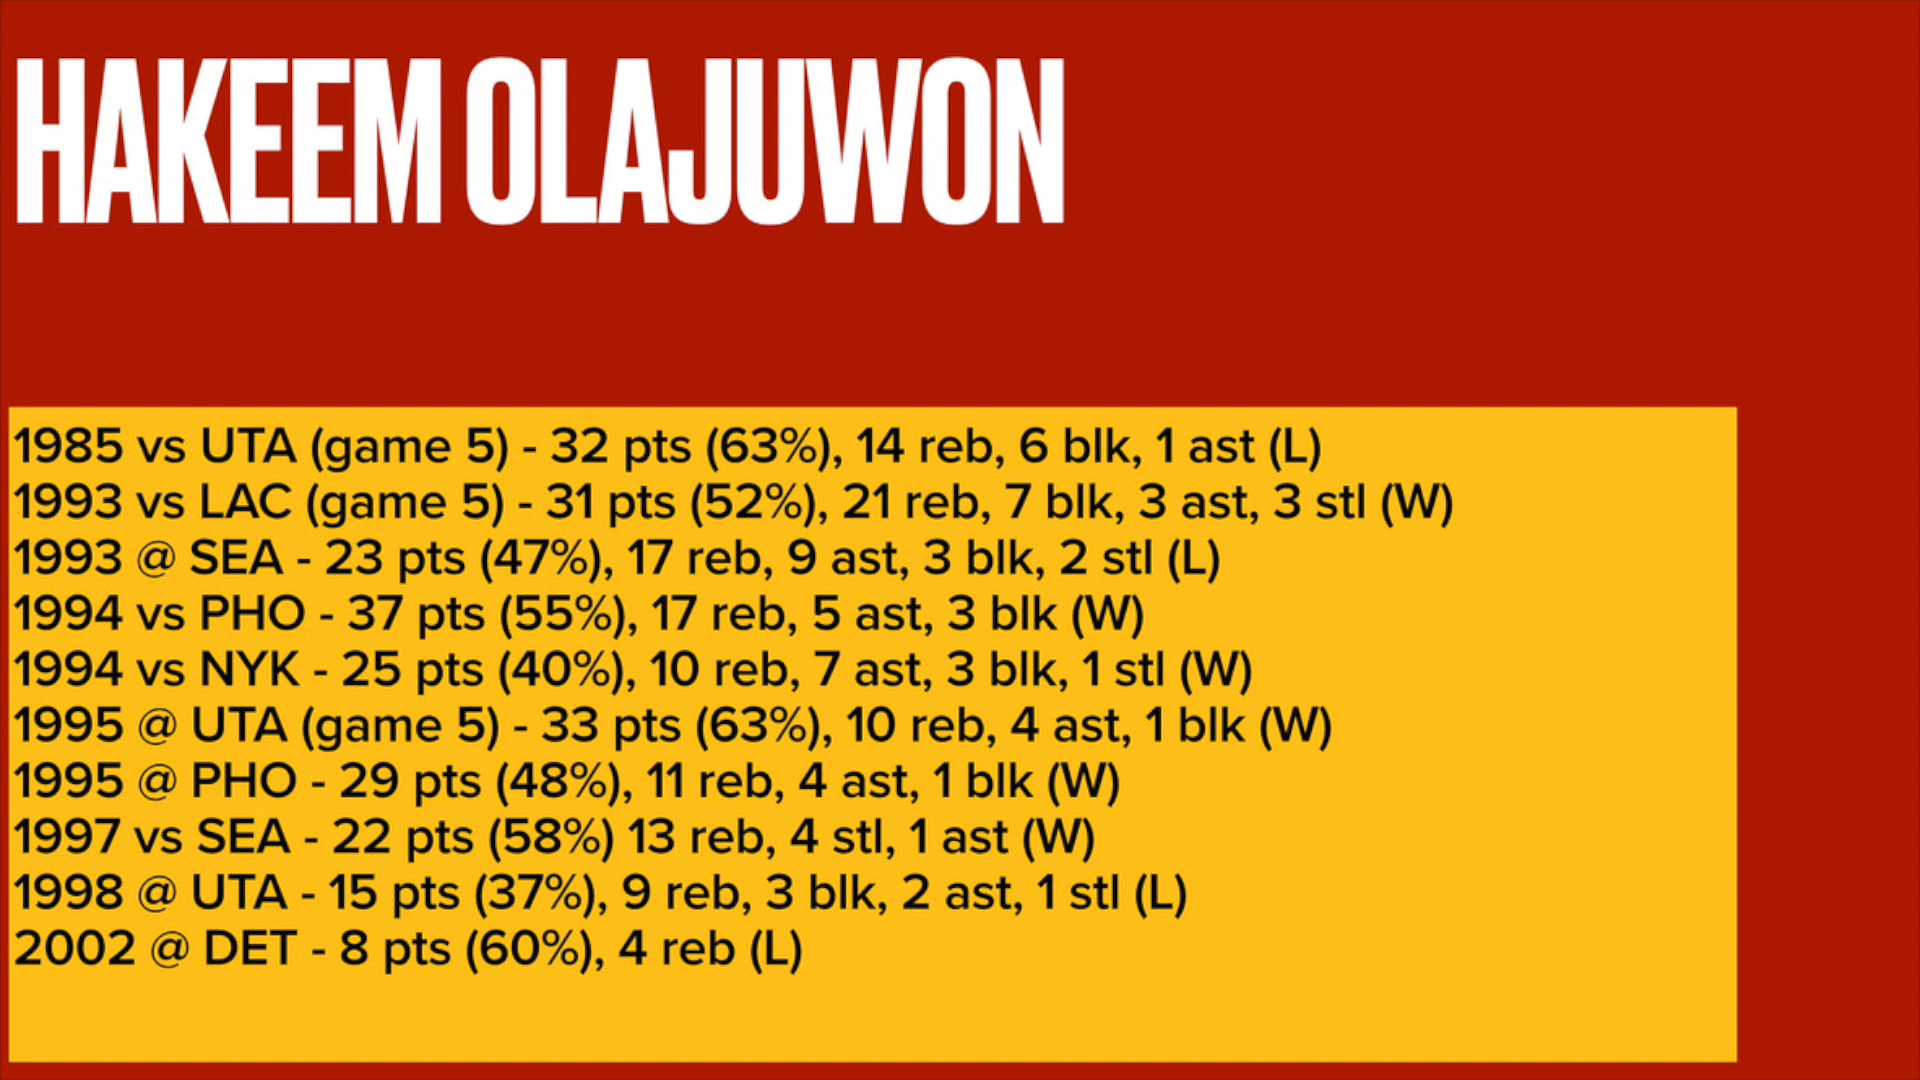 HAKEEM OLAJUWON
1985 vs UTA (game 5) - 32 pts (63%), 14 reb, 6 blk, 1 ast (L)
1993 vs LAC (game 5) - 31 pts (52%), 21 reb, 7 blk, 3 ast, 3 stl (W)
1993 @ SEA - 23 pts (47%), 17 reb, 9 ast, 3 blk, 2 stl (L)
1994 vs PHO - 37 pts (55%), 17 reb, 5 ast, 3 blk (W)
1994 vs NYK - 25 pts (40%), 10 reb, 7 ast, 3 blk, 1 stl (W)
1995 @ UTA (game 5) - 33 pts (63%), 10 reb, 4 ast, 1 blk (W)
1995 @ PHO - 29 pts (48%), 11 reb, 4 ast, 1 blk (W)
1997 vs SEA - 22 pts (58%) 13 reb, 4 stl, 1 ast (W)
1998 @ UTA - 15 pts (37%), 9 reb, 3 blk, 2 ast, 1 stl (L)
2002 @ DET - 8 pts (60%), 4 reb (L)